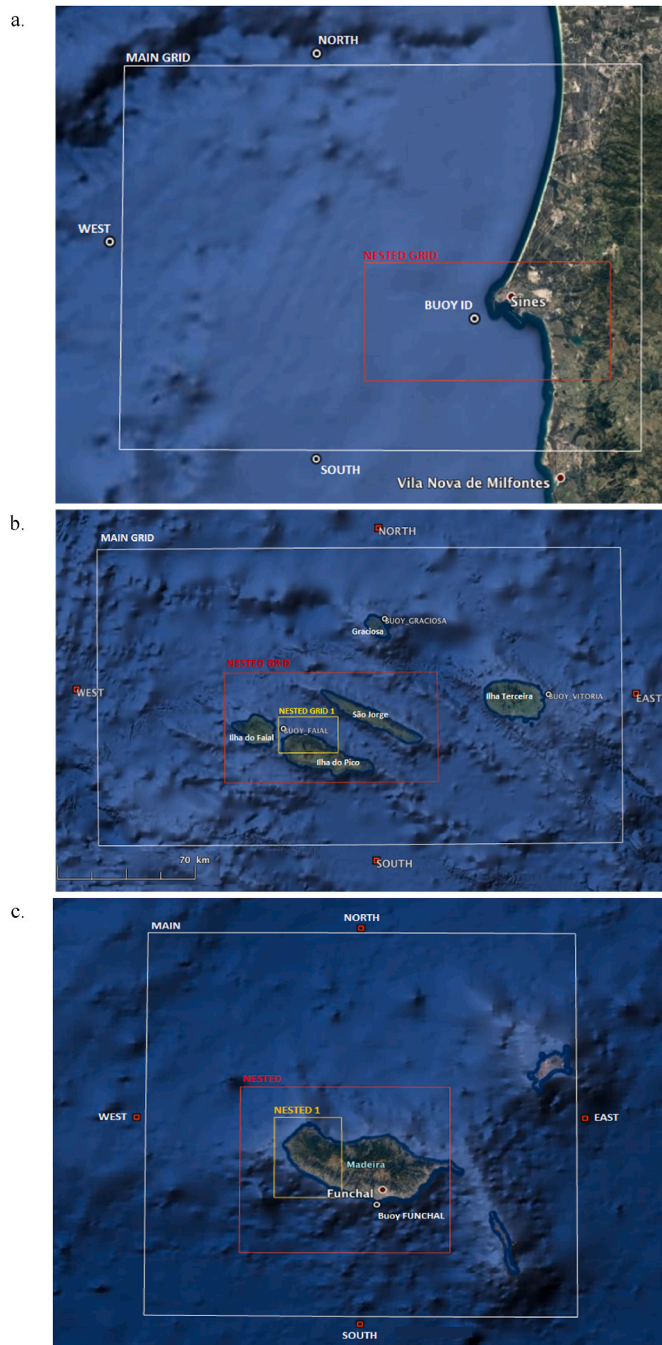 a.
NORTH
MAIN GRID
WEST
NESTED GRID
Sines
BUOY ID
SOUTH
Vila Nova de Milfontes
b.
NORTH
MAIN GRID
BUOY_GRACIOSA
Graciosa
NESTED GRID
WEST
Ilha Terceira
BUOY_VITORIA
EAST
NESTED GRID 1
São Jorge
BUOY_FAIAL
Ilha do Faial
Ilha do Pico
70 km
SOUTH
c.
NORTH
MAIN
NESTED
NESTED 1
WEST
EAST
Madeira
Funchal
Buoy FUNCHAL
SOUTH